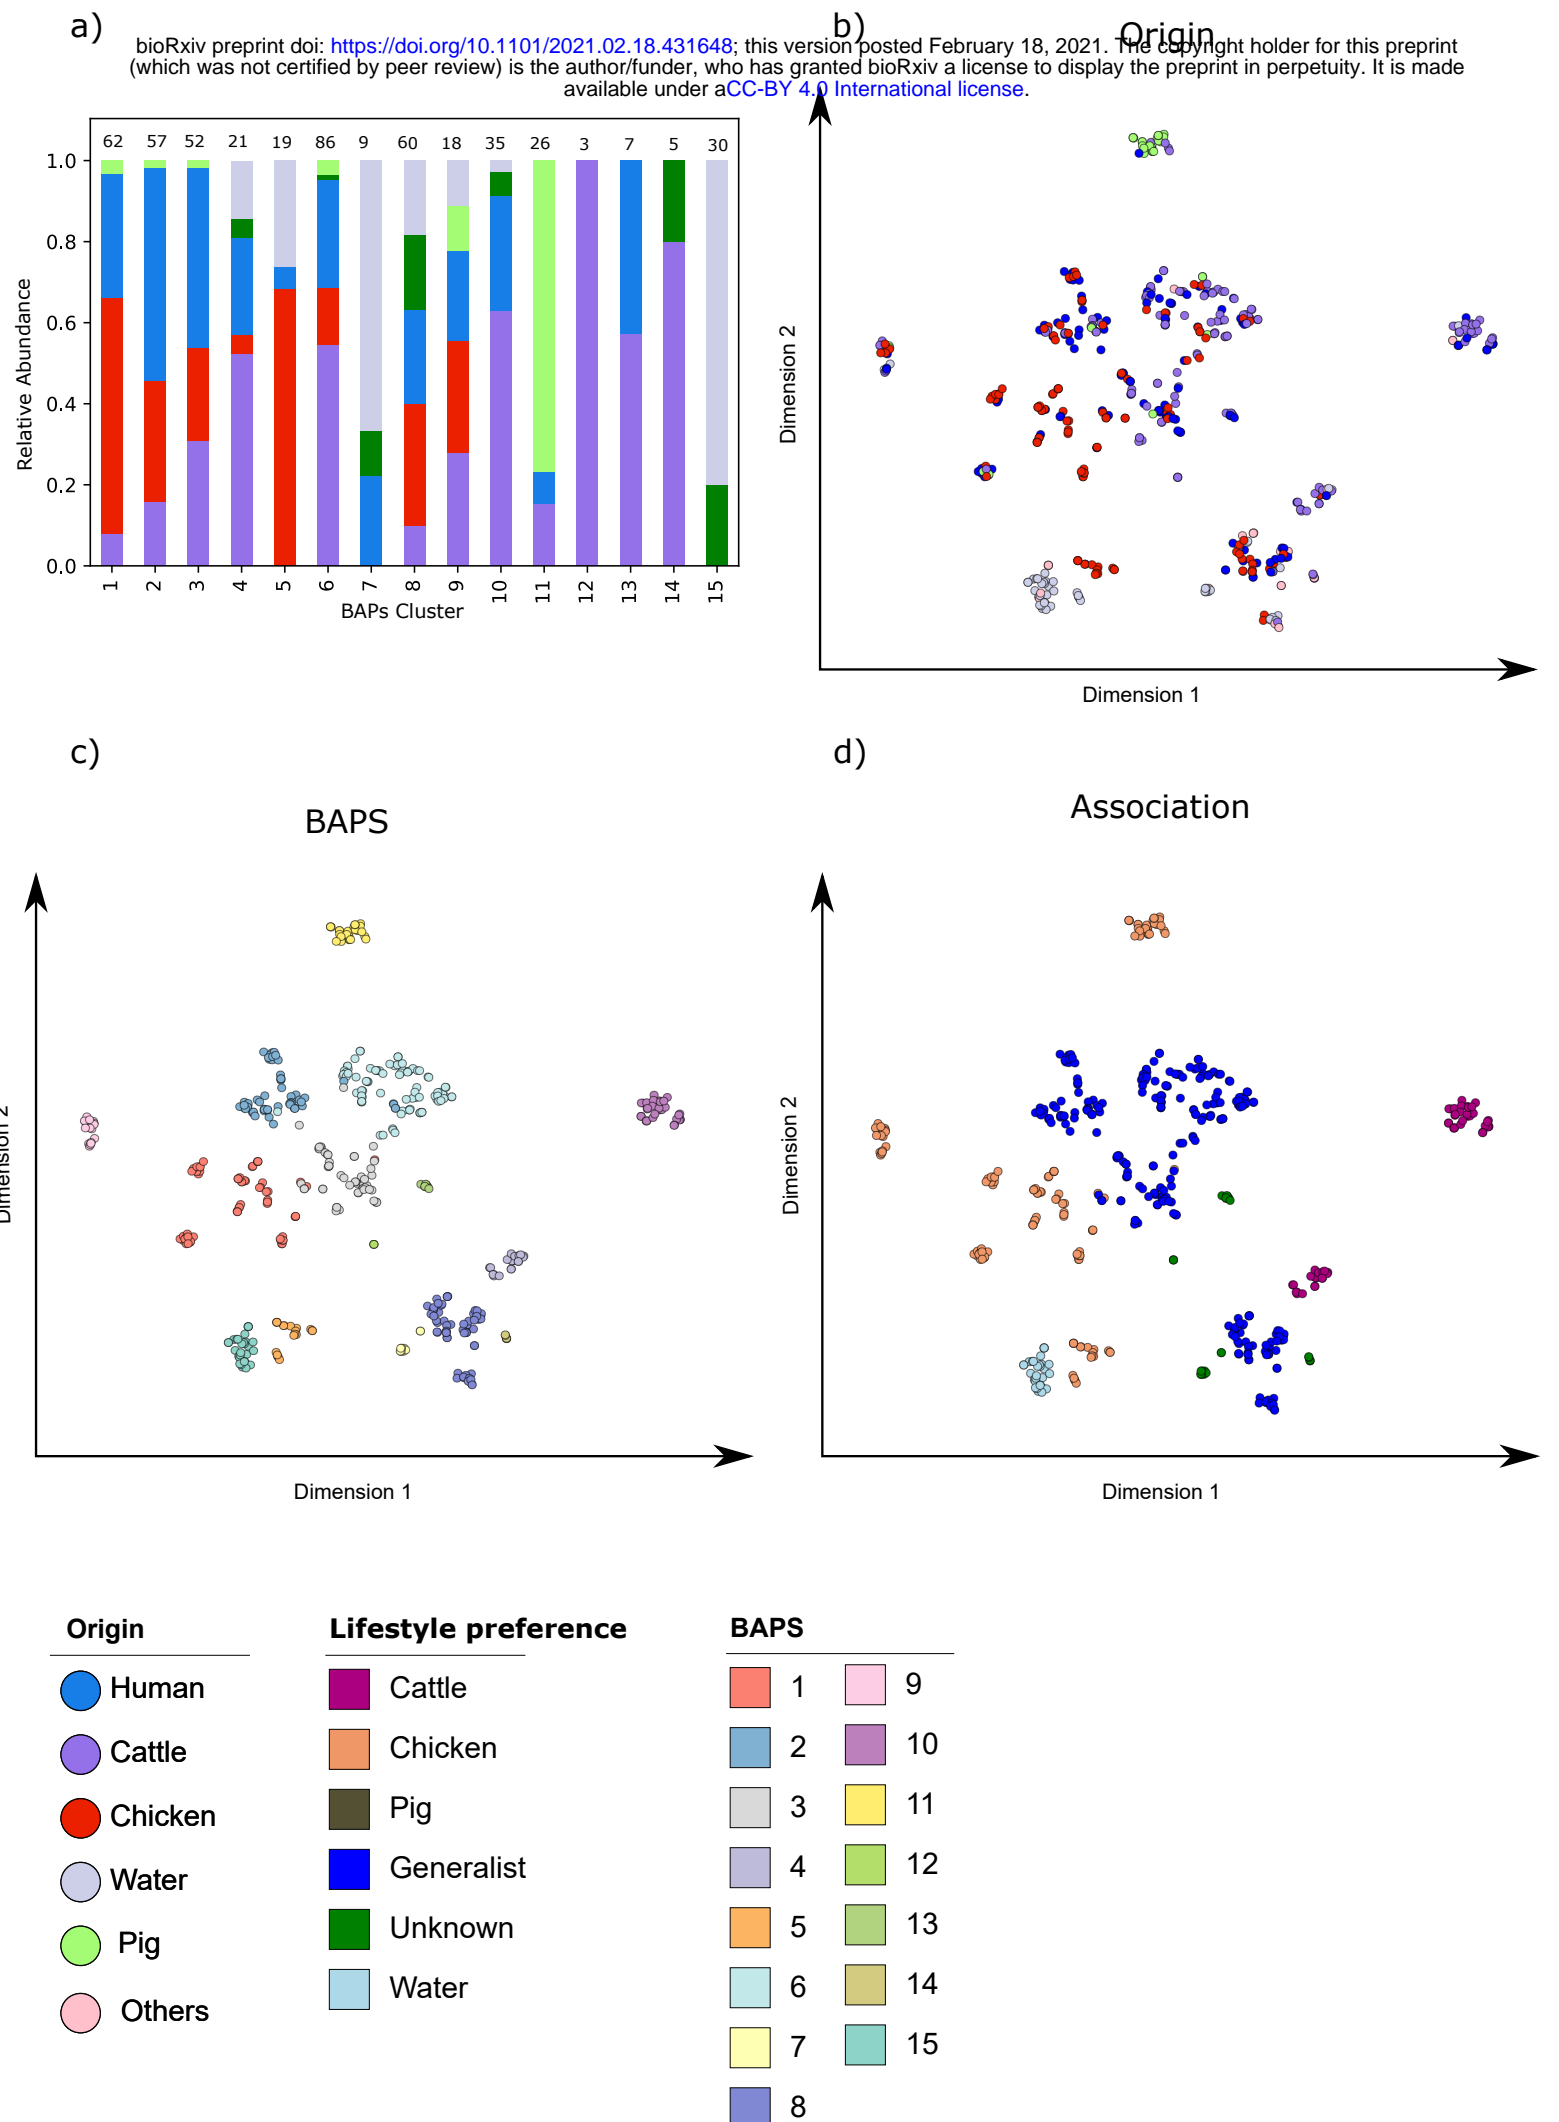 a)
b)
Origin
bioRxiv preprint doi: https://doi.org/10.1101/2021.02.18.431648; this version posted February 18, 2021. The copyright holder for this preprint
(which was not certified by peer review) is the author/funder, who has granted bioRxiv a license to display the preprint in perpetuity. It is made
available under aCC-BY 4.0 International license.
62 57 52 21 19 86 9 60 18 35 26 3 7 5 30
1.0
0.8
0.6
0.4
0.2
0.0
Relative Abundance
1 2 3 4 5 6 7 8 9 10 11 12 13 14 15
BAPs Cluster
Dimension 2
Dimension 1
c)
d)
BAPS
Association
Dimension 2
Dimension 1
Dimension 2
Dimension 1
Origin
Human
Cattle
Chicken
Water
Pig
Others
Lifestyle preference
Cattle
Chicken
Pig
Generalist
Unknown
Water
BAPS
1
2
3
4
5
6
7
8
9
10
11
12
13
14
15